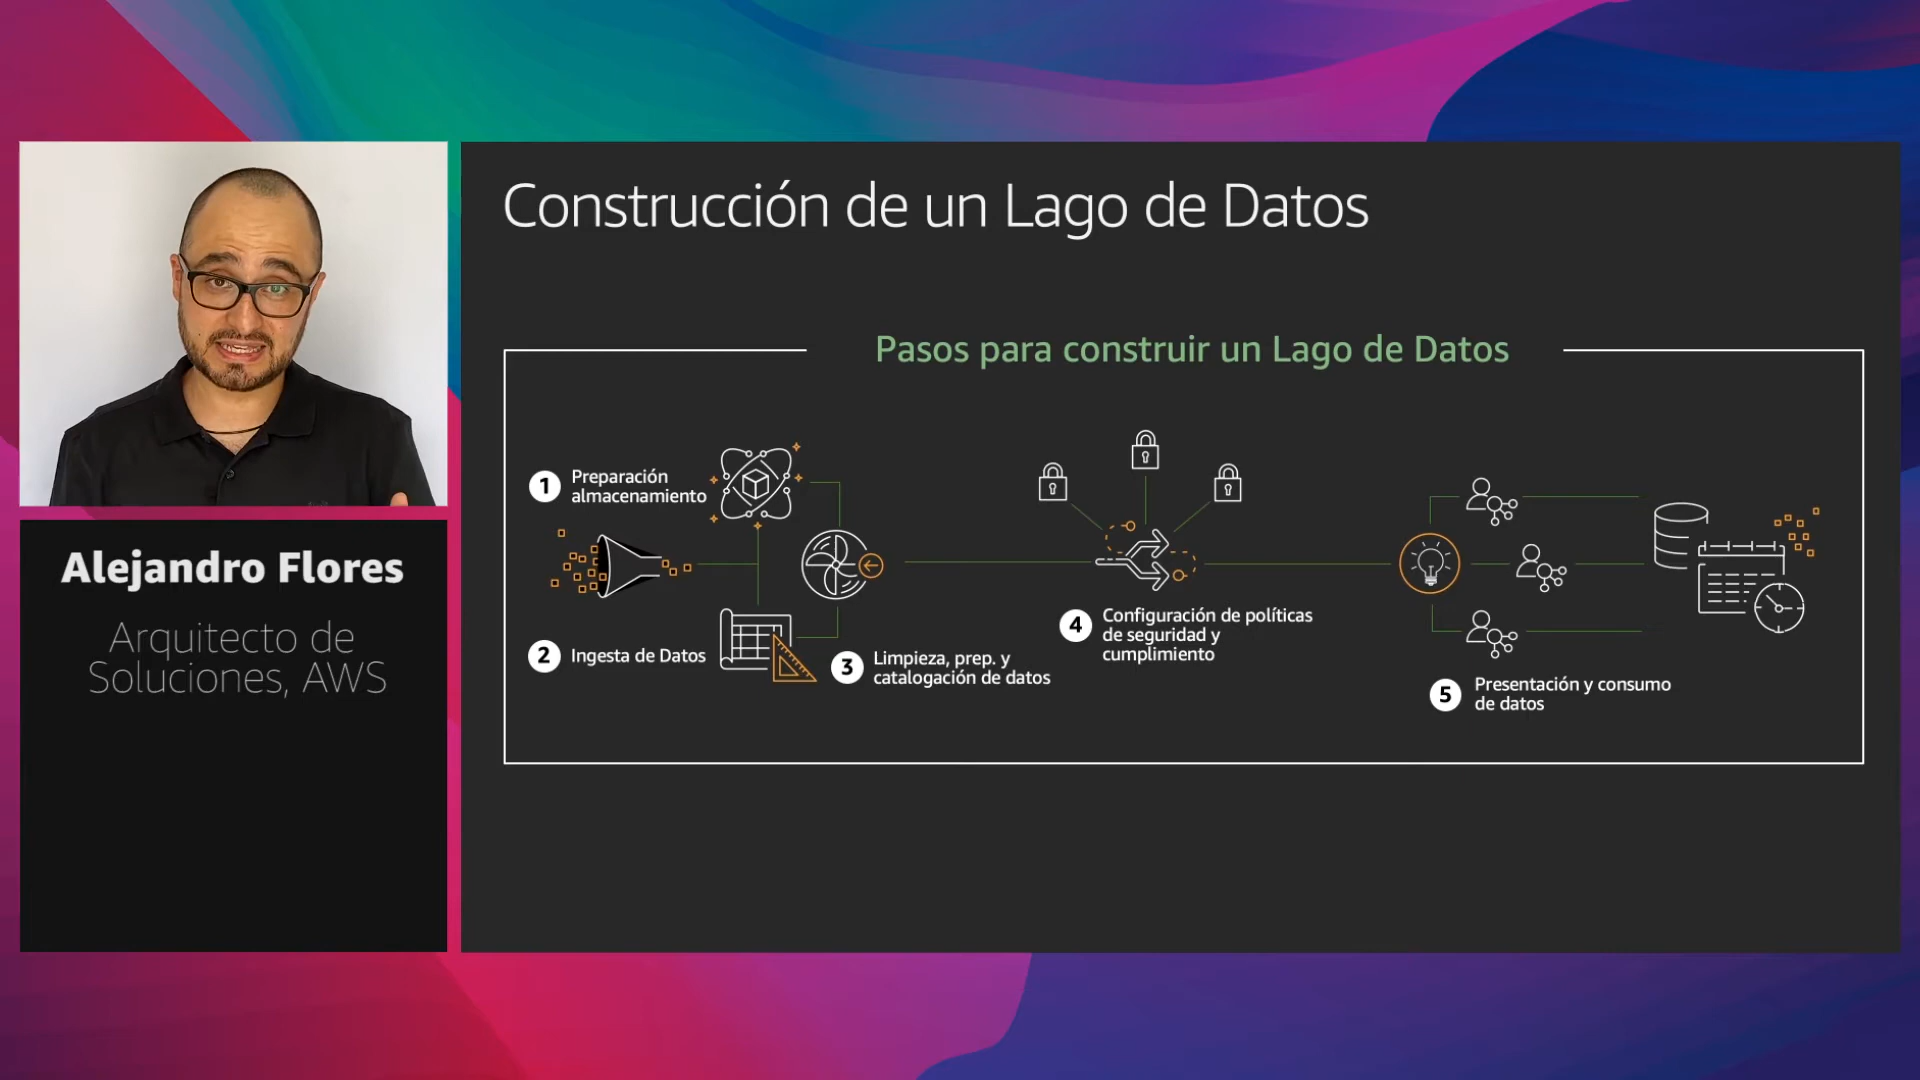 Construcción de un Lago de Datos
Pasos para construir un Lago de Datos
1 Preparación
almacenamiento
2 Ingesta de Datos
3 Limpieza, prep. y
catalogación de datos
4 Configuración de políticas
de seguridad y
cumplimiento
5 Presentación y consumo
de datos
Alejandro Flores
Arquitecto de
Soluciones, AWS